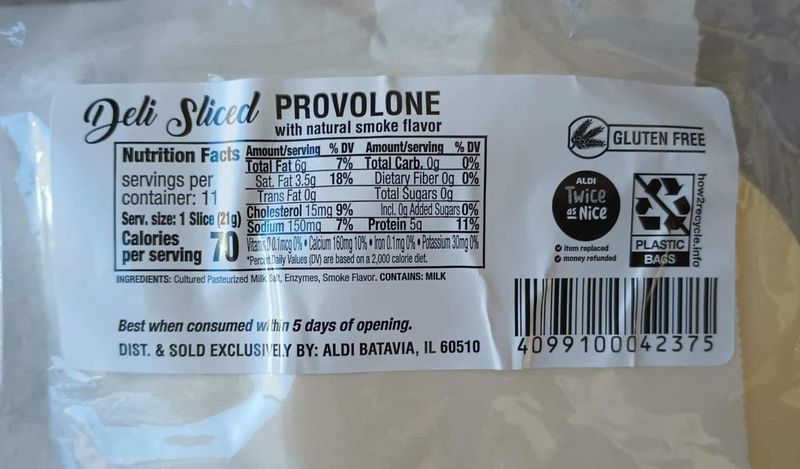 Deli Sliced PROVOLONE
with natural smoke flavor
Nutrition Facts
servings per
container: 11
Serv. size: 1 Slice (21g)
Calories
per serving 70
Amount/serving % DV Amount/serving % DV
Total Fat 6g 7% Total Carb. 0g 0%
Sat. Fat 3.5g 18% Dietary Fiber 0g 0%
Trans Fat 0g Total Sugars 0g
Cholesterol 15mg 9% Incl. 0g Added Sugars 0%
Sodium 150mg 7% Protein 5g 11%
Vitamin D 0.1mcg 0% • Calcium 160mg 10% • Iron 0.1mg 0% • Potassium 30mg 0%
*Percent Daily Values (DV) are based on a 2,000 calorie diet.
INGREDIENTS: Cultured Pasteurized Milk, Salt, Enzymes, Smoke Flavor. CONTAINS: MILK
Best when consumed within 5 days of opening.
DIST. & SOLD EXCLUSIVELY BY: ALDI BATAVIA, IL 60510
GLUTEN FREE
ALDI
Twice
as Nice
item replaced
money refunded
PLASTIC
BAGS
how2recycle.info
4099100042375